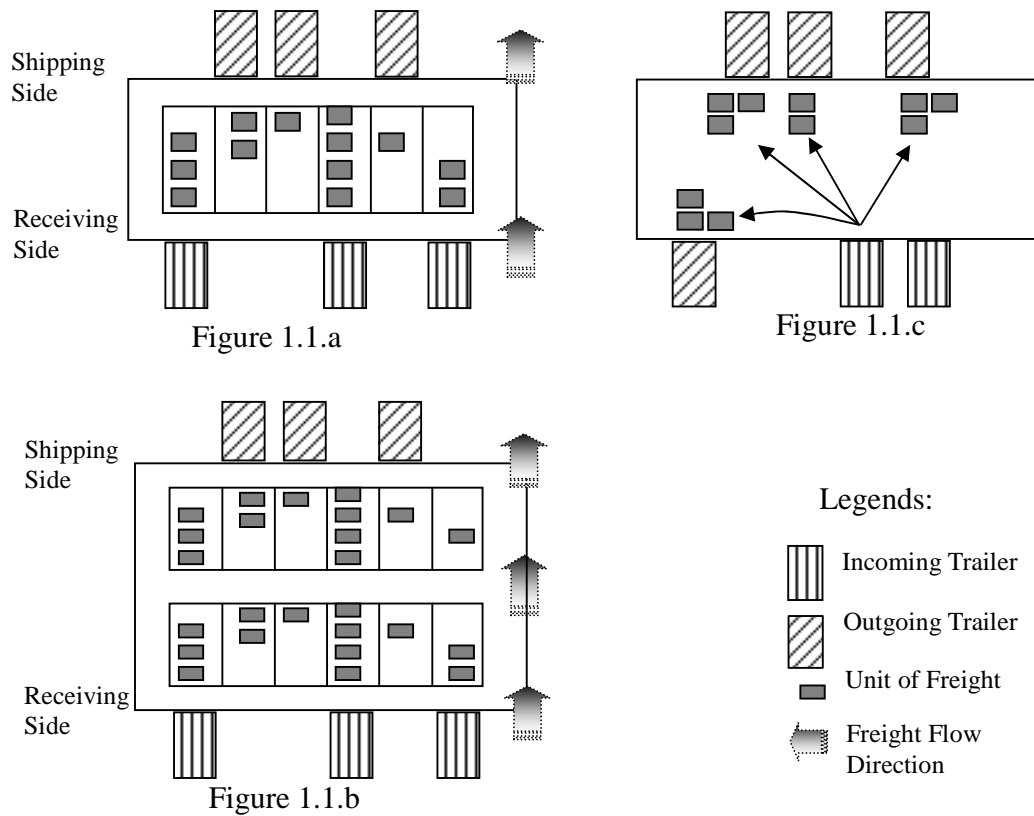 Shipping
Side
Receiving
Side
Figure 1.1.a
Figure 1.1.c
Shipping
Side
Receiving
Side
Figure 1.1.b
Legends:
Incoming Trailer
Outgoing Trailer
Unit of Freight
Freight Flow
Direction